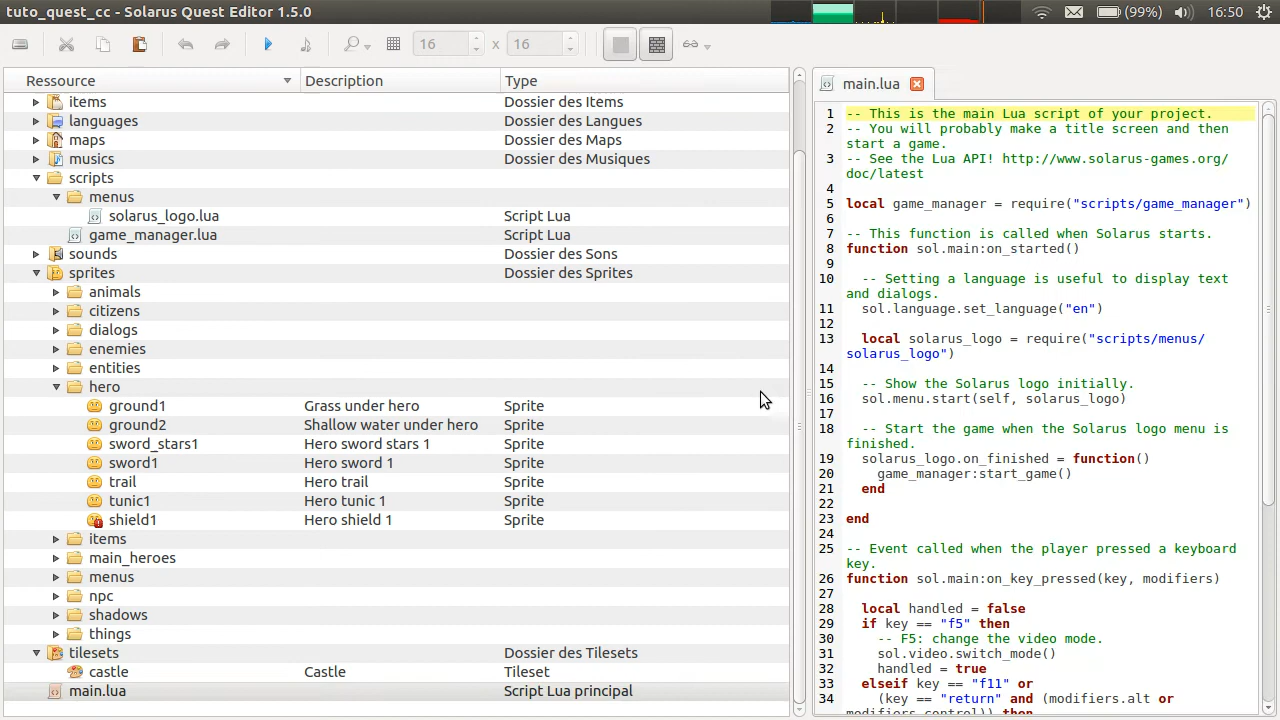 tuto_quest_cc - Solarus Quest Editor 1.5.0
(99%)
16:50
16
x
16
Ressource Description Type
items Dossier des Items
languages Dossier des Langues
maps Dossier des Maps
musics Dossier des Musiques
scripts
menus
solarus_logo.lua Script Lua
game_manager.lua Script Lua
sounds Dossier des Sons
sprites Dossier des Sprites
animals
citizens
dialogs
enemies
entities
hero
ground1 Grass under hero Sprite
ground2 Shallow water under hero Sprite
sword_stars1 Hero sword stars 1 Sprite
sword1 Hero sword 1 Sprite
trail Hero trail Sprite
tunic1 Hero tunic 1 Sprite
shield1 Hero shield 1 Sprite
items
main_heroes
menus
npc
shadows
things
tilesets Dossier des Tilesets
castle Castle Tileset
main.lua Script Lua principal
main.lua
1 -- This is the main Lua script of your project.
2 -- You will probably make a title screen and then
start a game.
3 -- See the Lua API! http://www.solarus-games.org/
doc/latest
4
5 local game_manager = require("scripts/game_manager")
6
7 -- This function is called when Solarus starts.
8 function sol.main:on_started()
9
10 -- Setting a language is useful to display text
and dialogs.
11 sol.language.set_language("en")
12
13 local solarus_logo = require("scripts/menus/
solarus_logo")
14
15 -- Show the Solarus logo initially.
16 sol.menu.start(self, solarus_logo)
17
18 -- Start the game when the Solarus logo menu is
finished.
19 solarus_logo.on_finished = function()
20 game_manager:start_game()
21 end
22
23 end
24
25 -- Event called when the player pressed a keyboard
key.
26 function sol.main:on_key_pressed(key, modifiers)
27
28 local handled = false
29 if key == "f5" then
30 -- F5: change the video mode.
31 sol.video.switch_mode()
32 handled = true
33 elseif key == "f11" or
34 (key == "return" and (modifiers.alt or
modifiers.control)) then